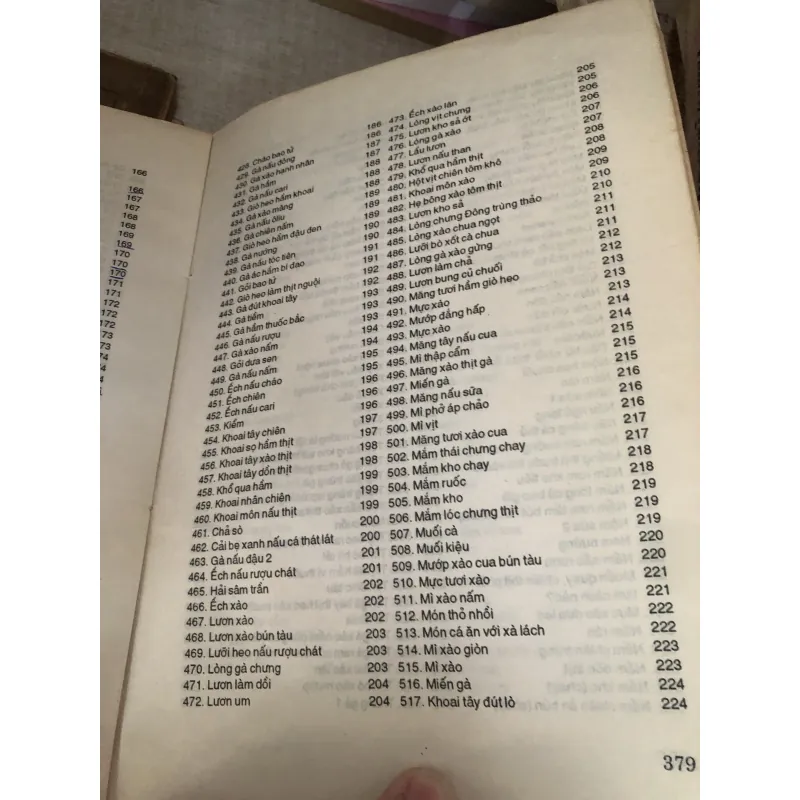 166
166
167
167
168
168
169
169
170
170
170
171
171
172
172
173
428. Cháo bao tử
429. Gà nấu đông
430. Gà xào hạnh nhân
431. Gà hầm
432. Gà nấu cari
433. Giò heo hầm khoai
434. Gà xào măng
435. Gà nấu ôliu
436. Gà chiên nấm
437. Giò heo hầm đậu đen
438. Gà nướng
439. Gà nấu tóc tiên
440. Gà ác hầm bí đao
441. Gỏi bao tử
442. Giò heo làm thịt nguội
443. Gà đút khoai tây
444. Gà tiềm
445. Gà hầm thuốc bắc
446. Gà nấu rượu
447. Gà xào nấm
448. Gỏi dưa sen
449. Gà nấu nấm
450. Ếch nấu cháo
451. Ếch chiên
452. Ếch nấu cari
453. Kiểm
454. Khoai tây chiên
455. Khoai sọ hầm thịt
456. Khoai tây xào thịt
457. Khoai tây dồn thịt
458. Khổ qua hầm
459. Khoai nhân chiên
460. Khoai môn nấu thịt
461. Chả sò
462. Cải bẹ xanh nấu cá thát lát
463. Gà nấu đậu 2
464. Ếch nấu rượu chát
465. Hải sâm trần
466. Ếch xào
467. Lươn xào
468. Lươn xào bún tàu
469. Lưỡi heo nấu rượu chát
470. Lòng gà chưng
471. Lươn làm dồi
472. Lươn um
186
186
187
187
188
188
188
189
189
189
190
190
191
191
192
192
193
193
194
194
195
195
196
196
196
197
197
198
198
199
199
199
200
200
201
201
202
202
203
203
204
204
473. Ếch xào lăn
474. Lòng vịt chưng
475. Lươn kho sả ớt
476. Lòng gà xào
477. Lẩu lươn
478. Lươn nấu than
479. Khổ qua hầm thịt
480. Hột vịt chiên tôm khô
481. Khoai môn xào
482. Hẹ bông xào tôm thịt
483. Lươn kho sả
484. Lòng chưng Đông trùng thảo
485. Lòng xào chua ngọt
486. Lưỡi bò xốt cà chua
487. Lòng gà xào gừng
488. Lươn làm chả
489. Lươn bung củ chuối
490. Măng tươi hầm giò heo
491. Mực xào
492. Mướp đắng hấp
493. Mực xào
494. Măng tây nấu cua
495. Mì thập cẩm
496. Măng xào thịt gà
497. Miến gà
498. Măng nấu sữa
499. Mì phở áp chảo
500. Mì vịt
501. Măng tươi xào cua
502. Mắm thái chưng chay
503. Mắm kho chay
504. Mắm ruốc
505. Mắm kho
506. Mắm lóc chưng thịt
507. Muối cà
508. Muối kiệu
509. Mướp xào cua bún tàu
510. Mực tươi xào
511. Mì xào nấm
512. Món thỏ nhồi
513. Món cá ăn với xà lách
514. Mì xào giòn
515. Mì xào
516. Miến gà
517. Khoai tây đút lò
205
205
206
206
207
207
208
208
209
209
210
210
211
211
212
212
213
213
213
214
214
215
215
216
216
216
217
217
218
218
219
219
219
220
220
221
221
222
222
223
223
224
224
379